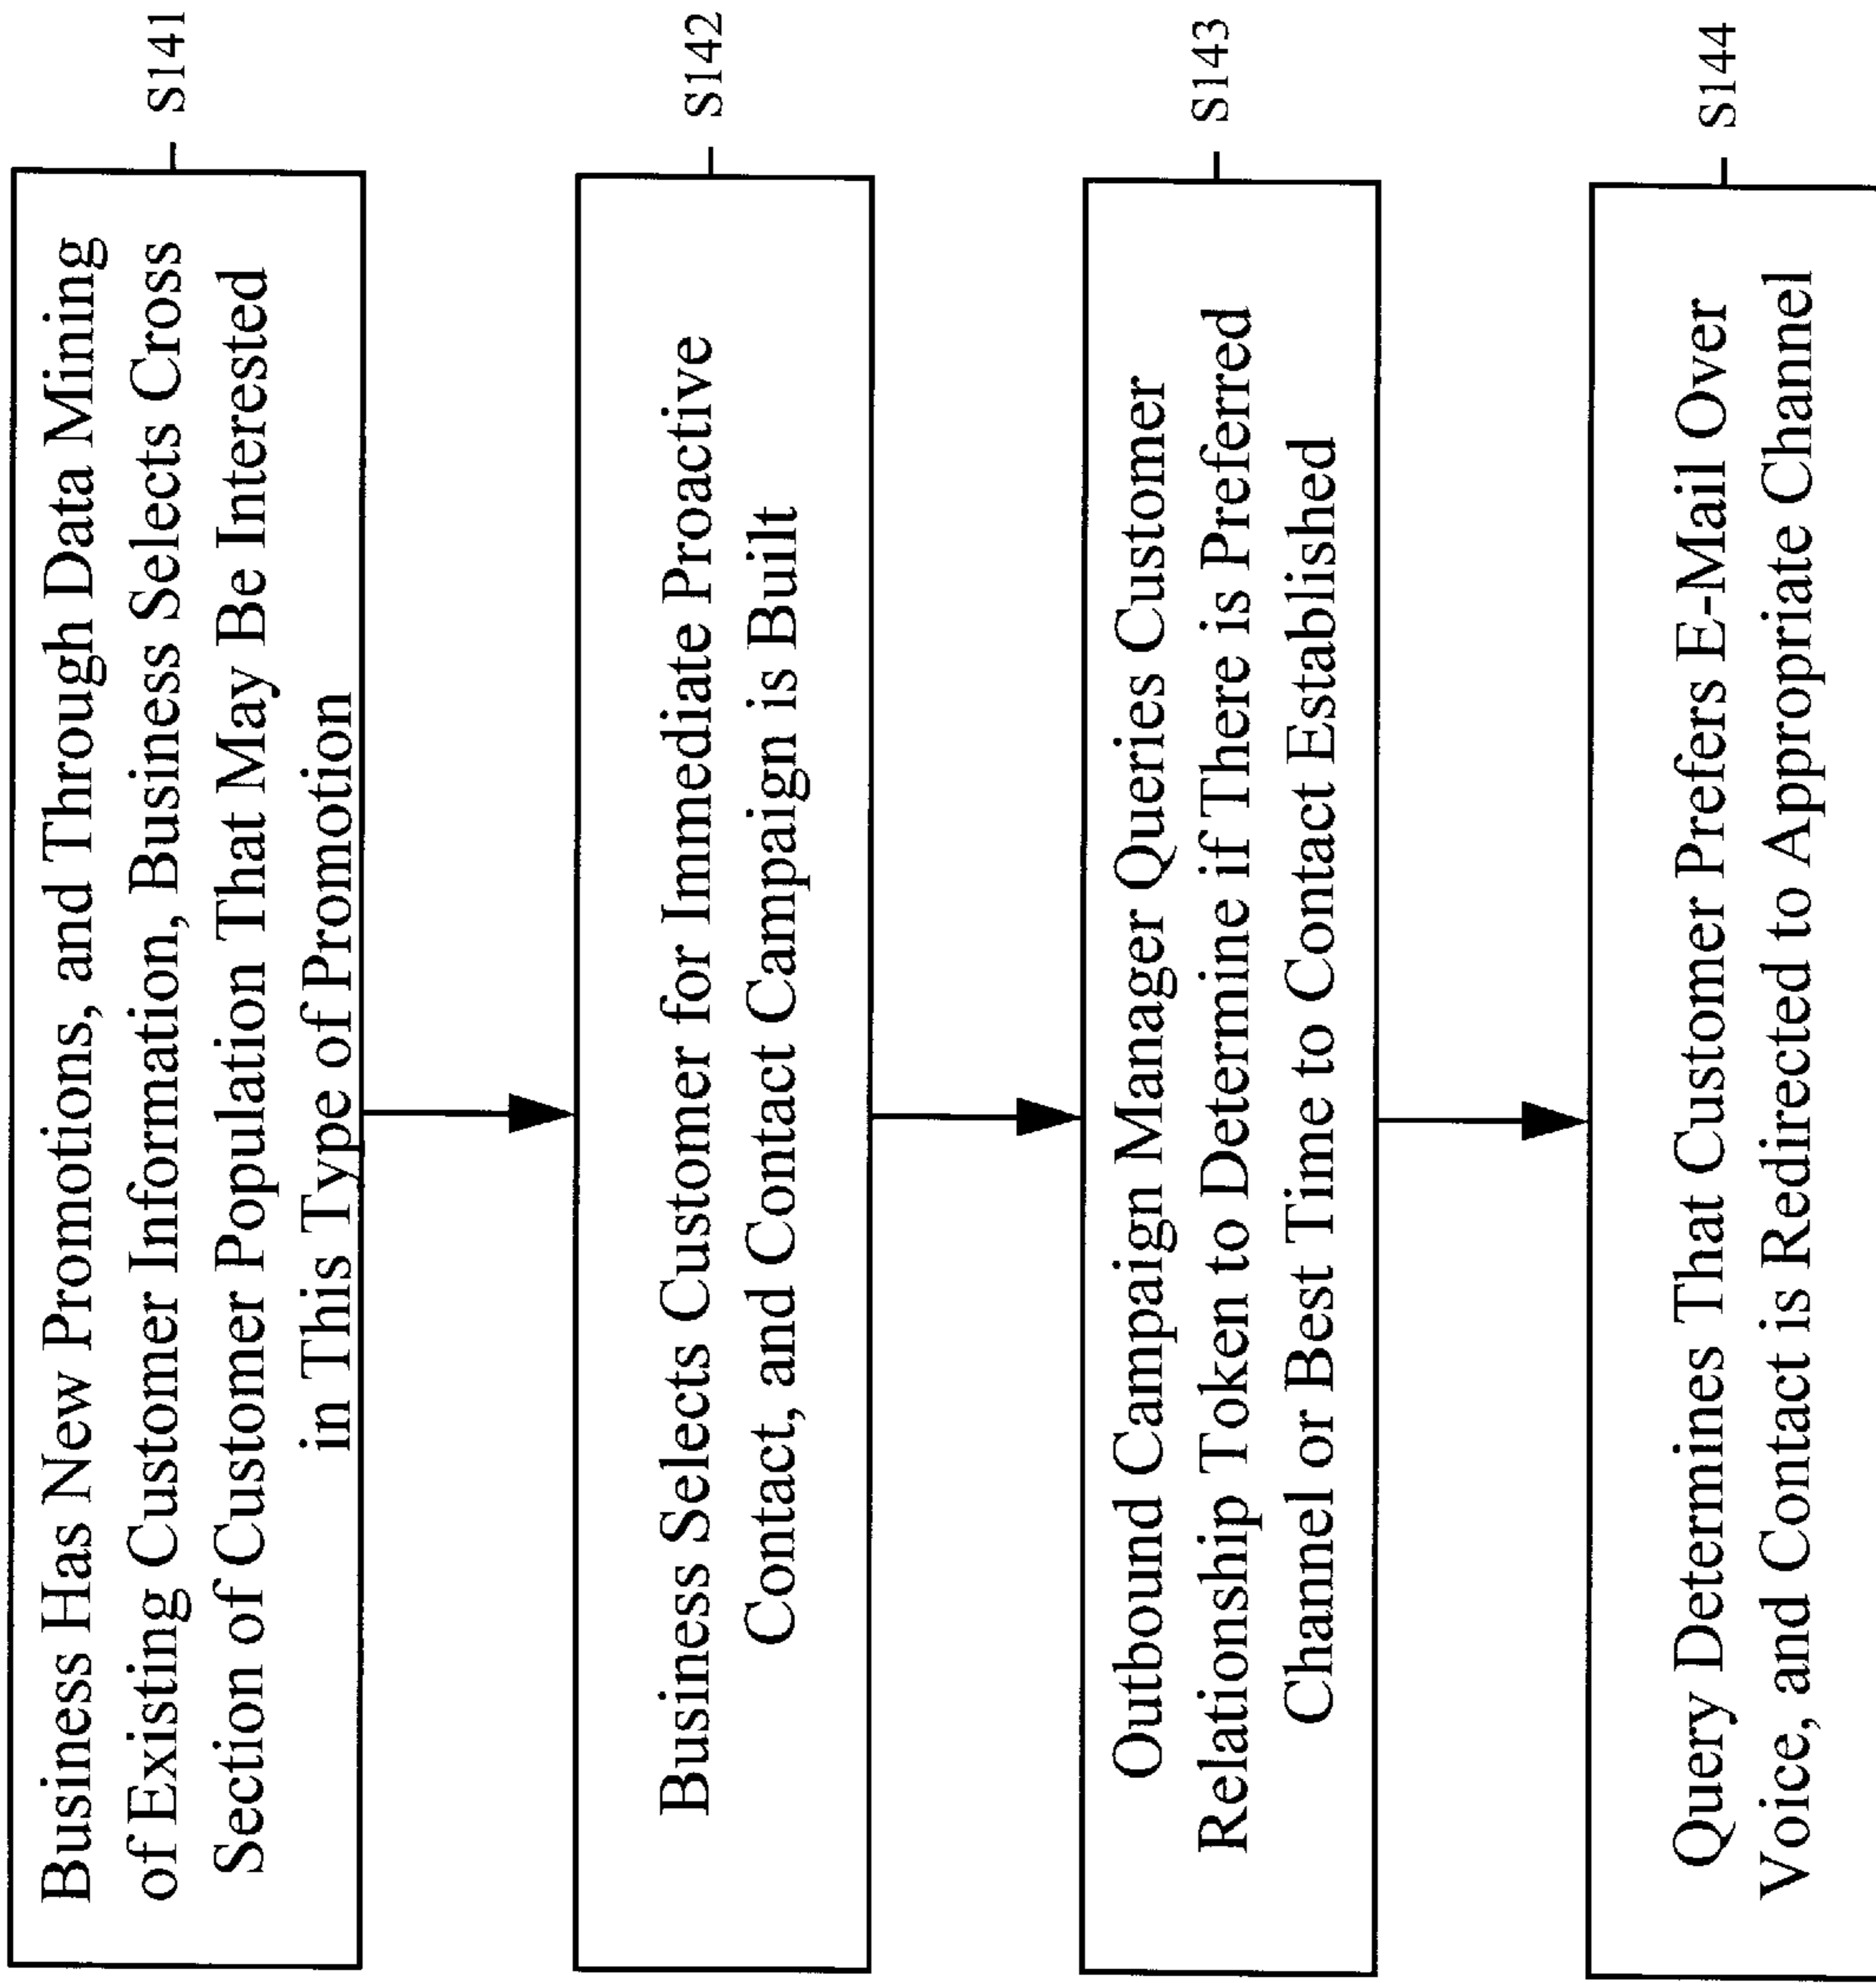 Business Has New Promotions, and Through Data Mining
of Existing Customer Information, Business Selects Cross
Section of Customer Population That May Be Interested
in This Type of Promotion
S141
Business Selects Customer for Immediate Proactive
Contact, and Contact Campaign is Built
S142
Outbound Campaign Manager Queries Customer
Relationship Token to Determine if There is Preferred
Channel or Best Time to Contact Established
S143
Query Determines That Customer Prefers E-Mail Over
Voice, and Contact is Redirected to Appropriate Channel
S144